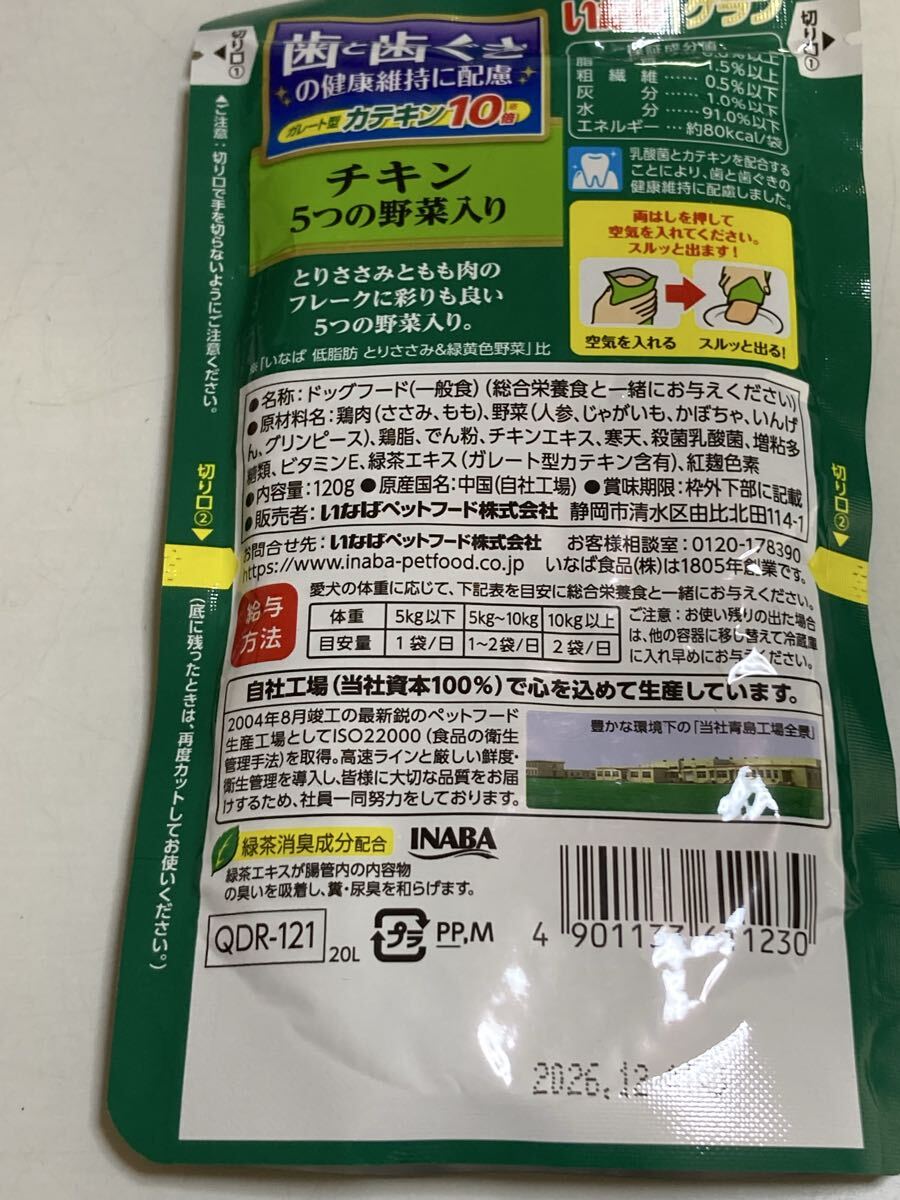 歯と歯ぐき
の健康維持に配慮
ガレート型 カテキン10倍
チキン
5つの野菜入り
とりささみともも肉の
フレークに彩りも良い
5つの野菜入り。
※「いなば 低脂肪 とりささみ&緑黄色野菜」比
切り口①
切り口①
保証成分値
1.5%以上
粗繊維……0.5%以下
灰分……1.0%以下
水分……91.0%以下
エネルギー…約80kcal/袋
乳酸菌とカテキンを配合する
ことにより、歯と歯ぐきの
健康維持に配慮しました。
両はしを押して
空気を入れてください。
スルッと出ます!
空気を入れる
スルッと出る!
ご注意:切り口で手を切らないようにご注意ください。
切り口②
切り口②
(底に残ったときは、再度カットしてお使いください。)
●名称:ドッグフード(一般食)(総合栄養食と一緒にお与えください)
●原材料名:鶏肉(ささみ、もも)、野菜(人参、じゃがいも、かぼちゃ、いんげ
ん、グリンピース)、鶏脂、でん粉、チキンエキス、寒天、殺菌乳酸菌、増粘多
糖類、ビタミンE、緑茶エキス(ガレート型カテキン含有)、紅麹色素
●内容量:120g ●原産国名:中国(自社工場) ●賞味期限:枠外下部に記載
●販売者:いなばペットフード株式会社 静岡市清水区由比北田114-1
お問合せ先:いなばペットフード株式会社 お客様相談室:0120-178390
https://www.inaba-petfood.co.jp いなば食品(株)は1805年創業です。
給与
方法
愛犬の体重に応じて、下記表を目安に総合栄養食と一緒にお与えください。
体重 5kg以下 5kg~10kg 10kg以上
目安量 1袋/日 1~2袋/日 2袋/日
ご注意:お使い残りの出た場合
は、他の容器に移し替えて冷蔵庫
に入れ早めにお与えください。
自社工場(当社資本100%)で心を込めて生産しています。
2004年8月竣工の最新鋭のペットフード
生産工場としてISO22000(食品の衛生
管理手法)を取得。高速ラインと厳しい鮮度・
衛生管理を導入し、皆様に大切な品質をお届
けするため、社員一同努力をしております。
豊かな環境下の「当社青島工場全景」
緑茶消臭成分配合 INABA
緑茶エキスが腸管内の内容物
の臭いを吸着し、糞・尿臭を和らげます。
QDR-121
20L
プラ
PP,M
4 901133 611230
2026.12